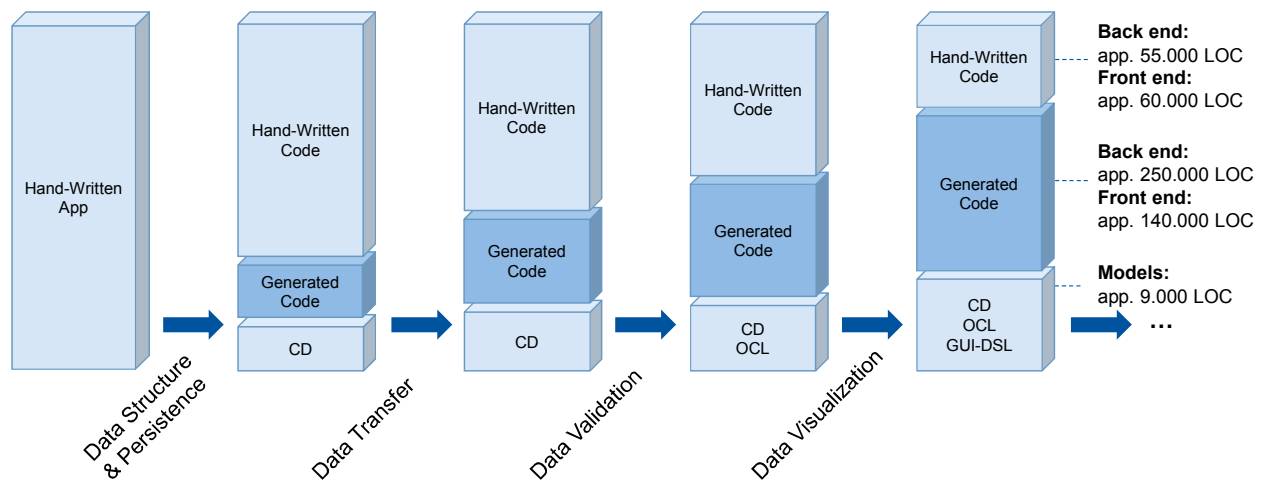 Hand-Written
App
Data Structure
& Persistence
Hand-Written
Code
Generated
Code
CD
Data Transfer
Hand-Written
Code
Generated
Code
CD
Data Validation
Hand-Written
Code
Generated
Code
CD
OCL
Data Visualization
Hand-Written
Code
Generated
Code
CD
OCL
GUI-DSL
Back end:
app. 55.000 LOC
Front end:
app. 60.000 LOC
Back end:
app. 250.000 LOC
Front end:
app. 140.000 LOC
Models:
app. 9.000 LOC
...